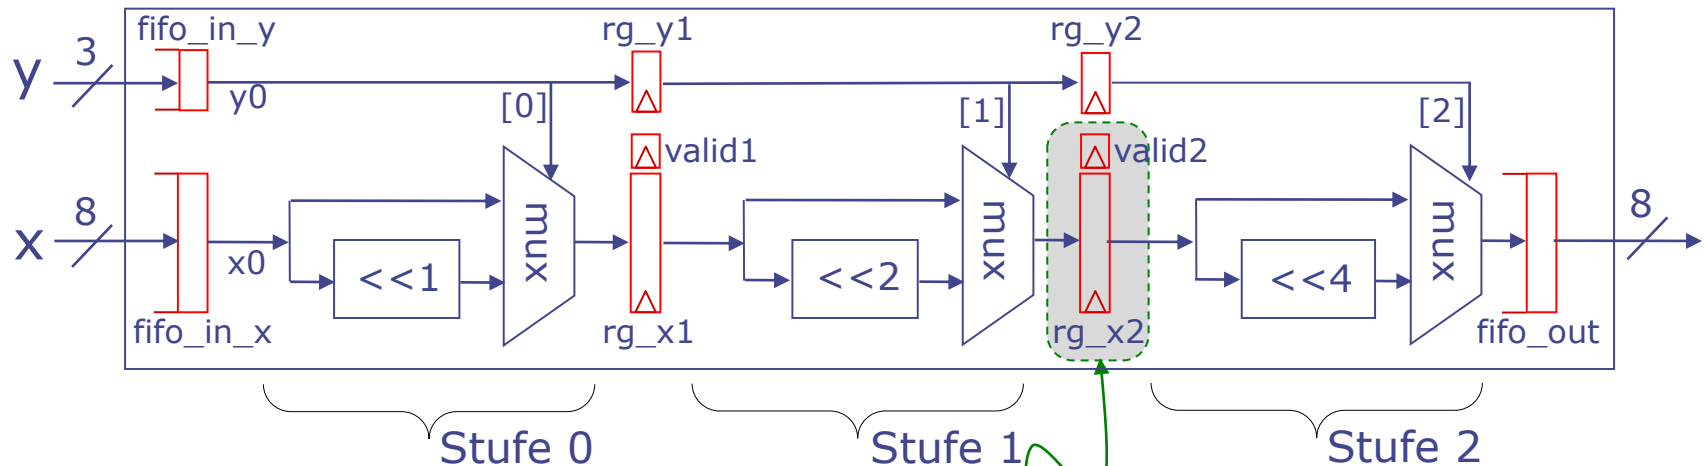 fifo_in_y
rg_y1
rg_y2
y
3
y0
[0]
[1]
[2]
valid1
valid2
x
8
x0
<<1
mux
<<2
mux
<<4
mux
8
fifo_in_x
rg_x1
rg_x2
fifo_out
Stufe 0
Stufe 1
Stufe 2